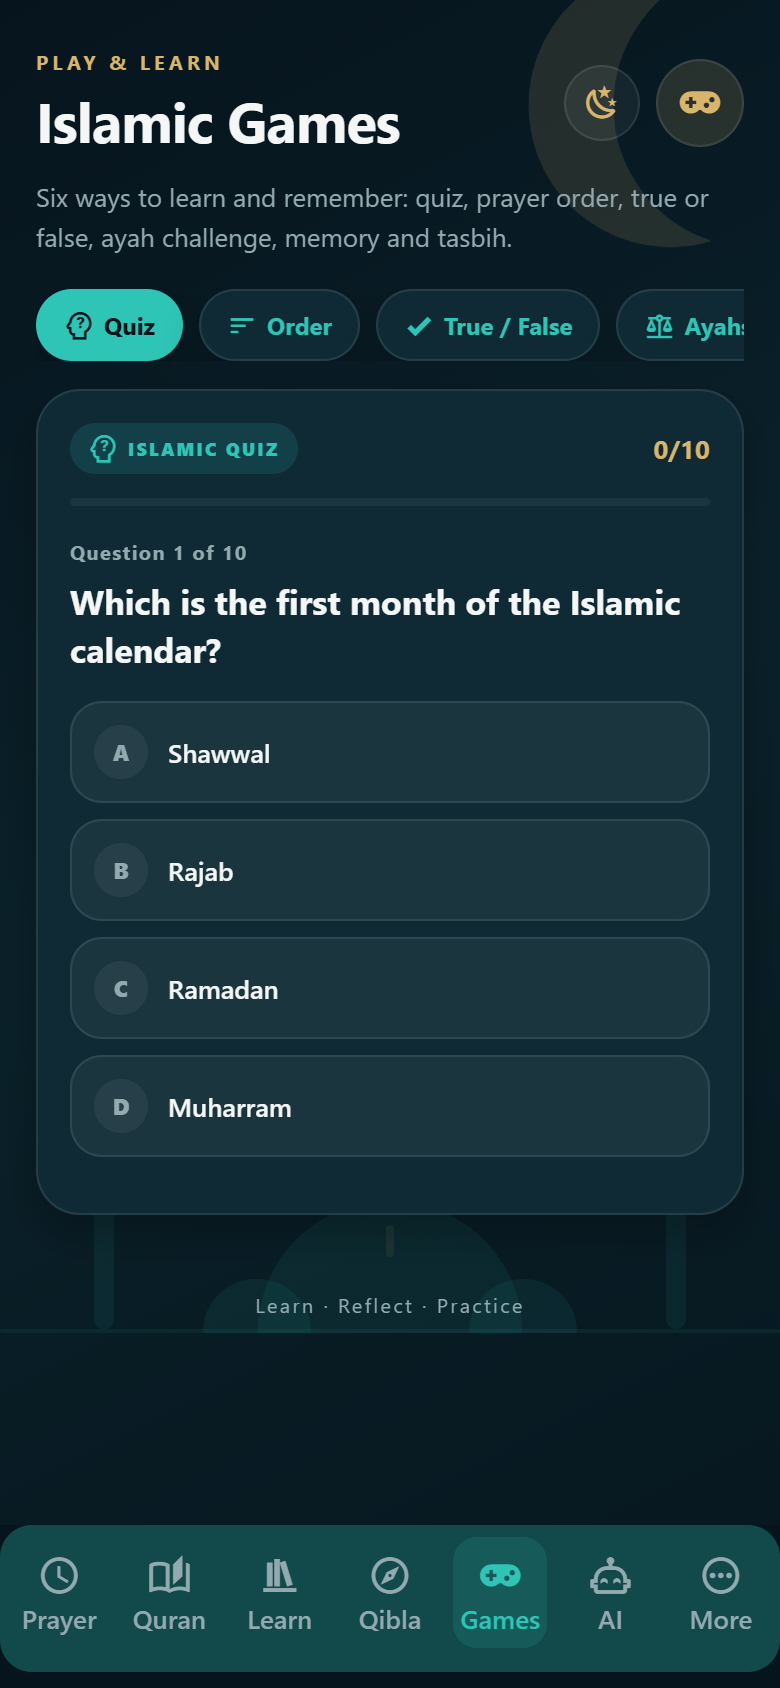 PLAY & LEARN
Islamic Games
Six ways to learn and remember: quiz, prayer order, true or
false, ayah challenge, memory and tasbih.
Quiz
Order
True / False
Ayahs
ISLAMIC QUIZ
0/10
Question 1 of 10
Which is the first month of the Islamic
calendar?
A Shawwal
B Rajab
C Ramadan
D Muharram
Learn · Reflect · Practice
Prayer
Quran
Learn
Qibla
Games
AI
More